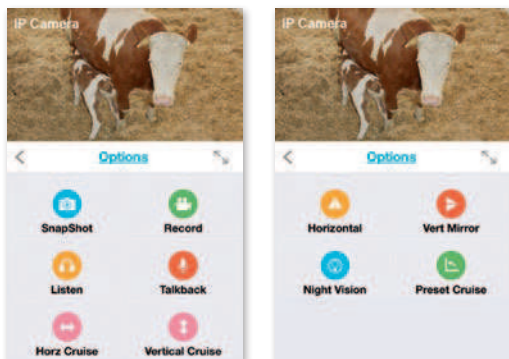 IP Camera
Options
SnapShot Record
Listen Talkback
Horz Cruise Vertical Cruise
IP Camera
Options
Horizontal Vert Mirror
Night Vision Preset Cruise